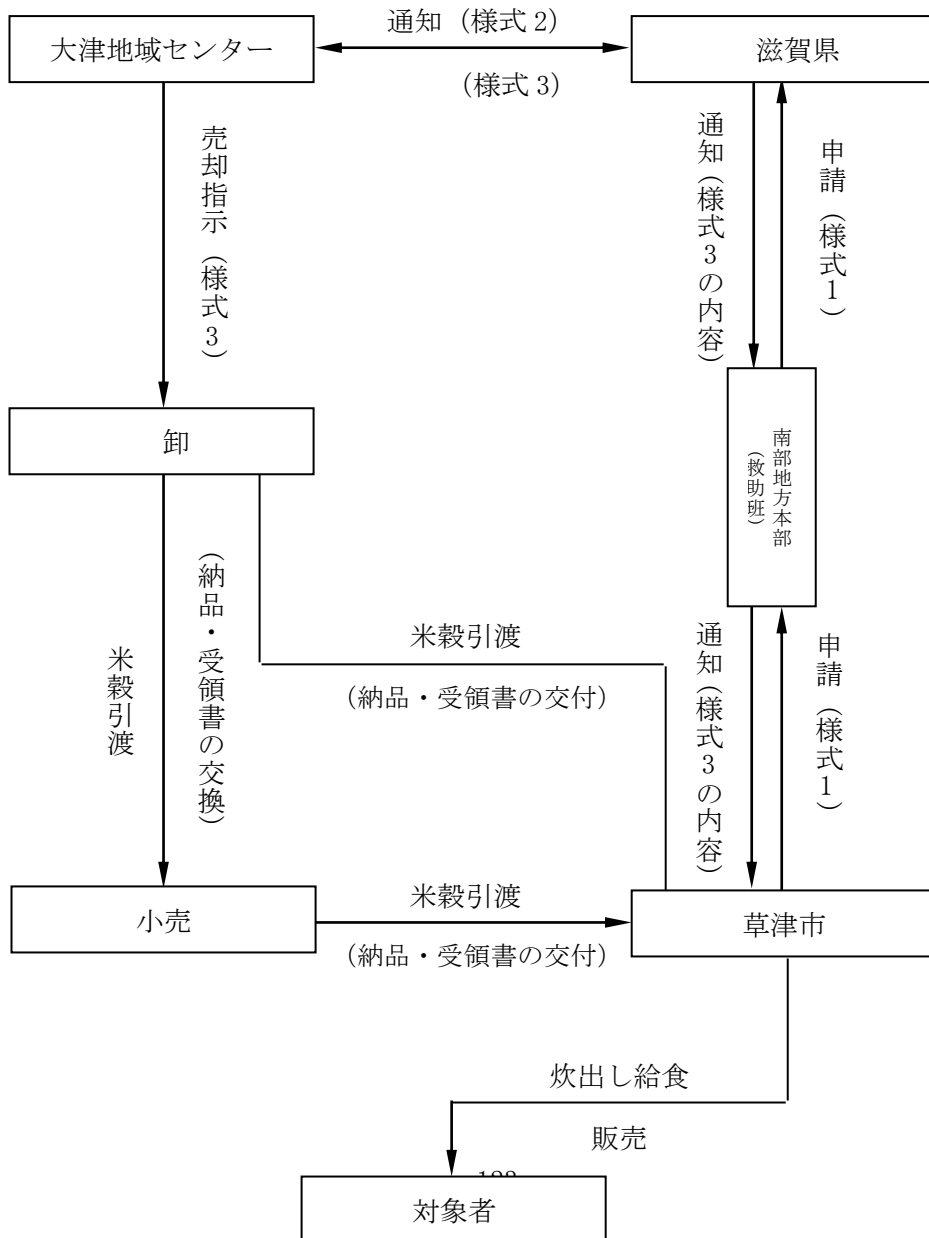 大津地域センター
通知（様式2）
（様式3）
滋賀県
売却指示（様式3）
通知（様式3の内容）
申請（様式1）
卸
南部地方本部
（救助班）
米穀引渡
（納品・受領書の交換）
米穀引渡
（納品・受領書の交付）
通知（様式3の内容）
申請（様式1）
小売
米穀引渡
（納品・受領書の交付）
草津市
炊出し給食
販売
対象者